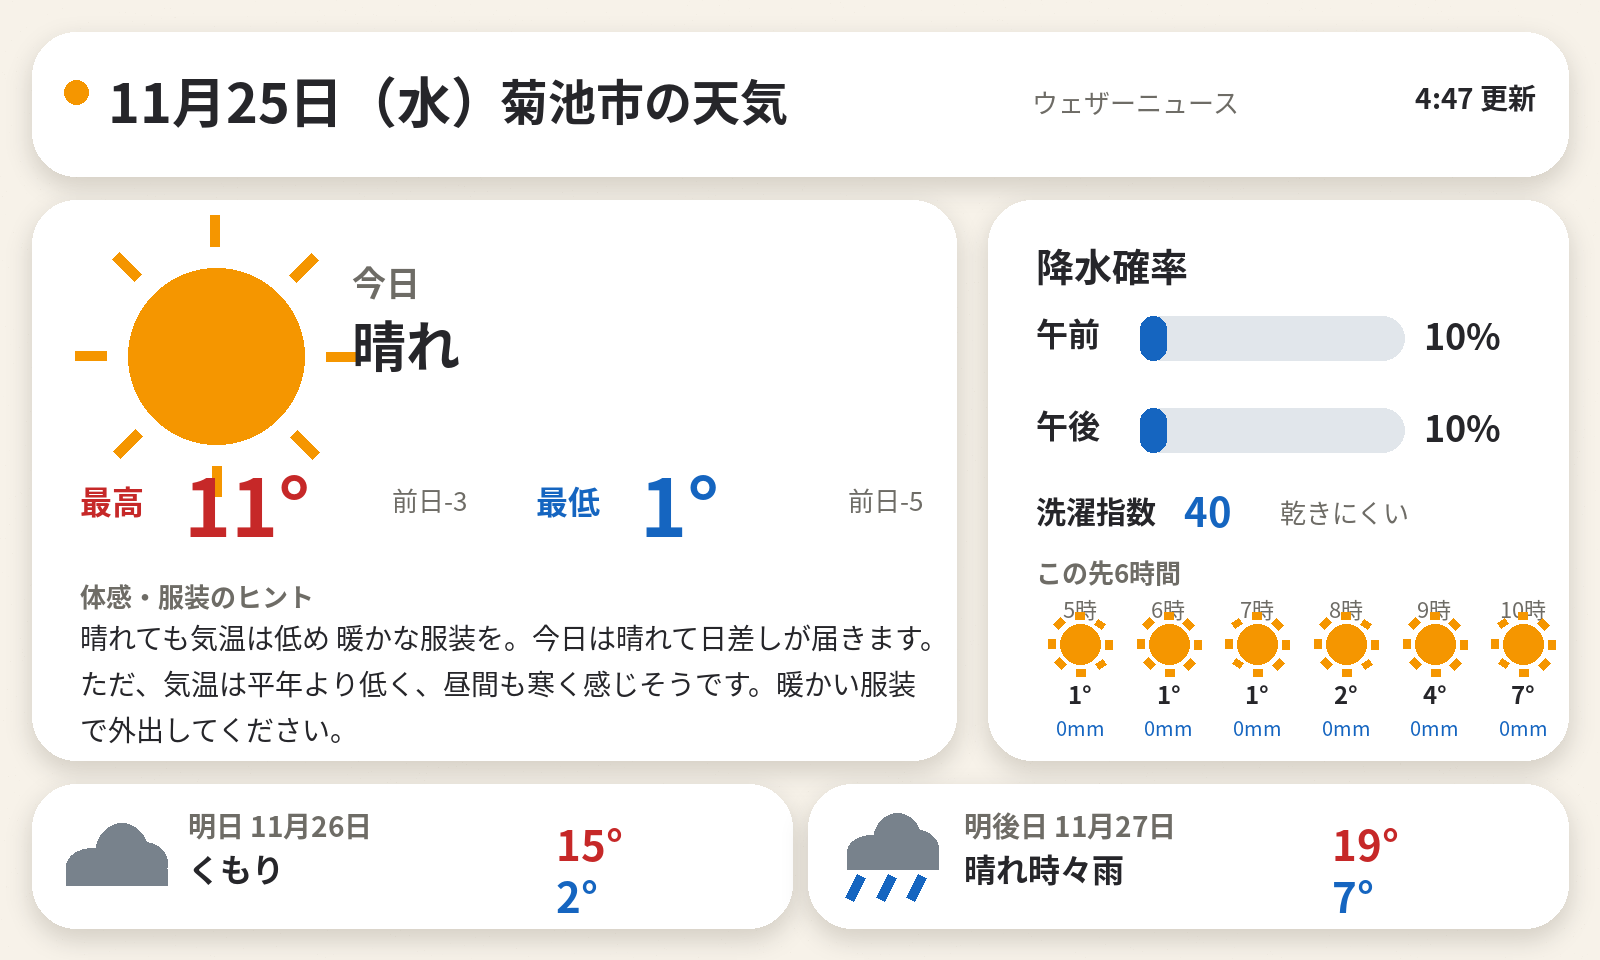 11月25日（水）菊池市の天気
ウェザーニュース
4:47 更新
今日
晴れ
最高 11° 前日-3 最低 1° 前日-5
体感・服装のヒント
晴れても気温は低め 暖かな服装を。今日は晴れて日差しが届きます。
ただ、気温は平年より低く、昼間も寒く感じそうです。暖かい服装
で外出してください。
降水確率
午前 10%
午後 10%
洗濯指数 40 乾きにくい
この先6時間
5時 6時 7時 8時 9時 10時
1° 1° 1° 2° 4° 7°
0mm 0mm 0mm 0mm 0mm 0mm
明日 11月26日
くもり
15°
2°
明後日 11月27日
晴れ時々雨
19°
7°